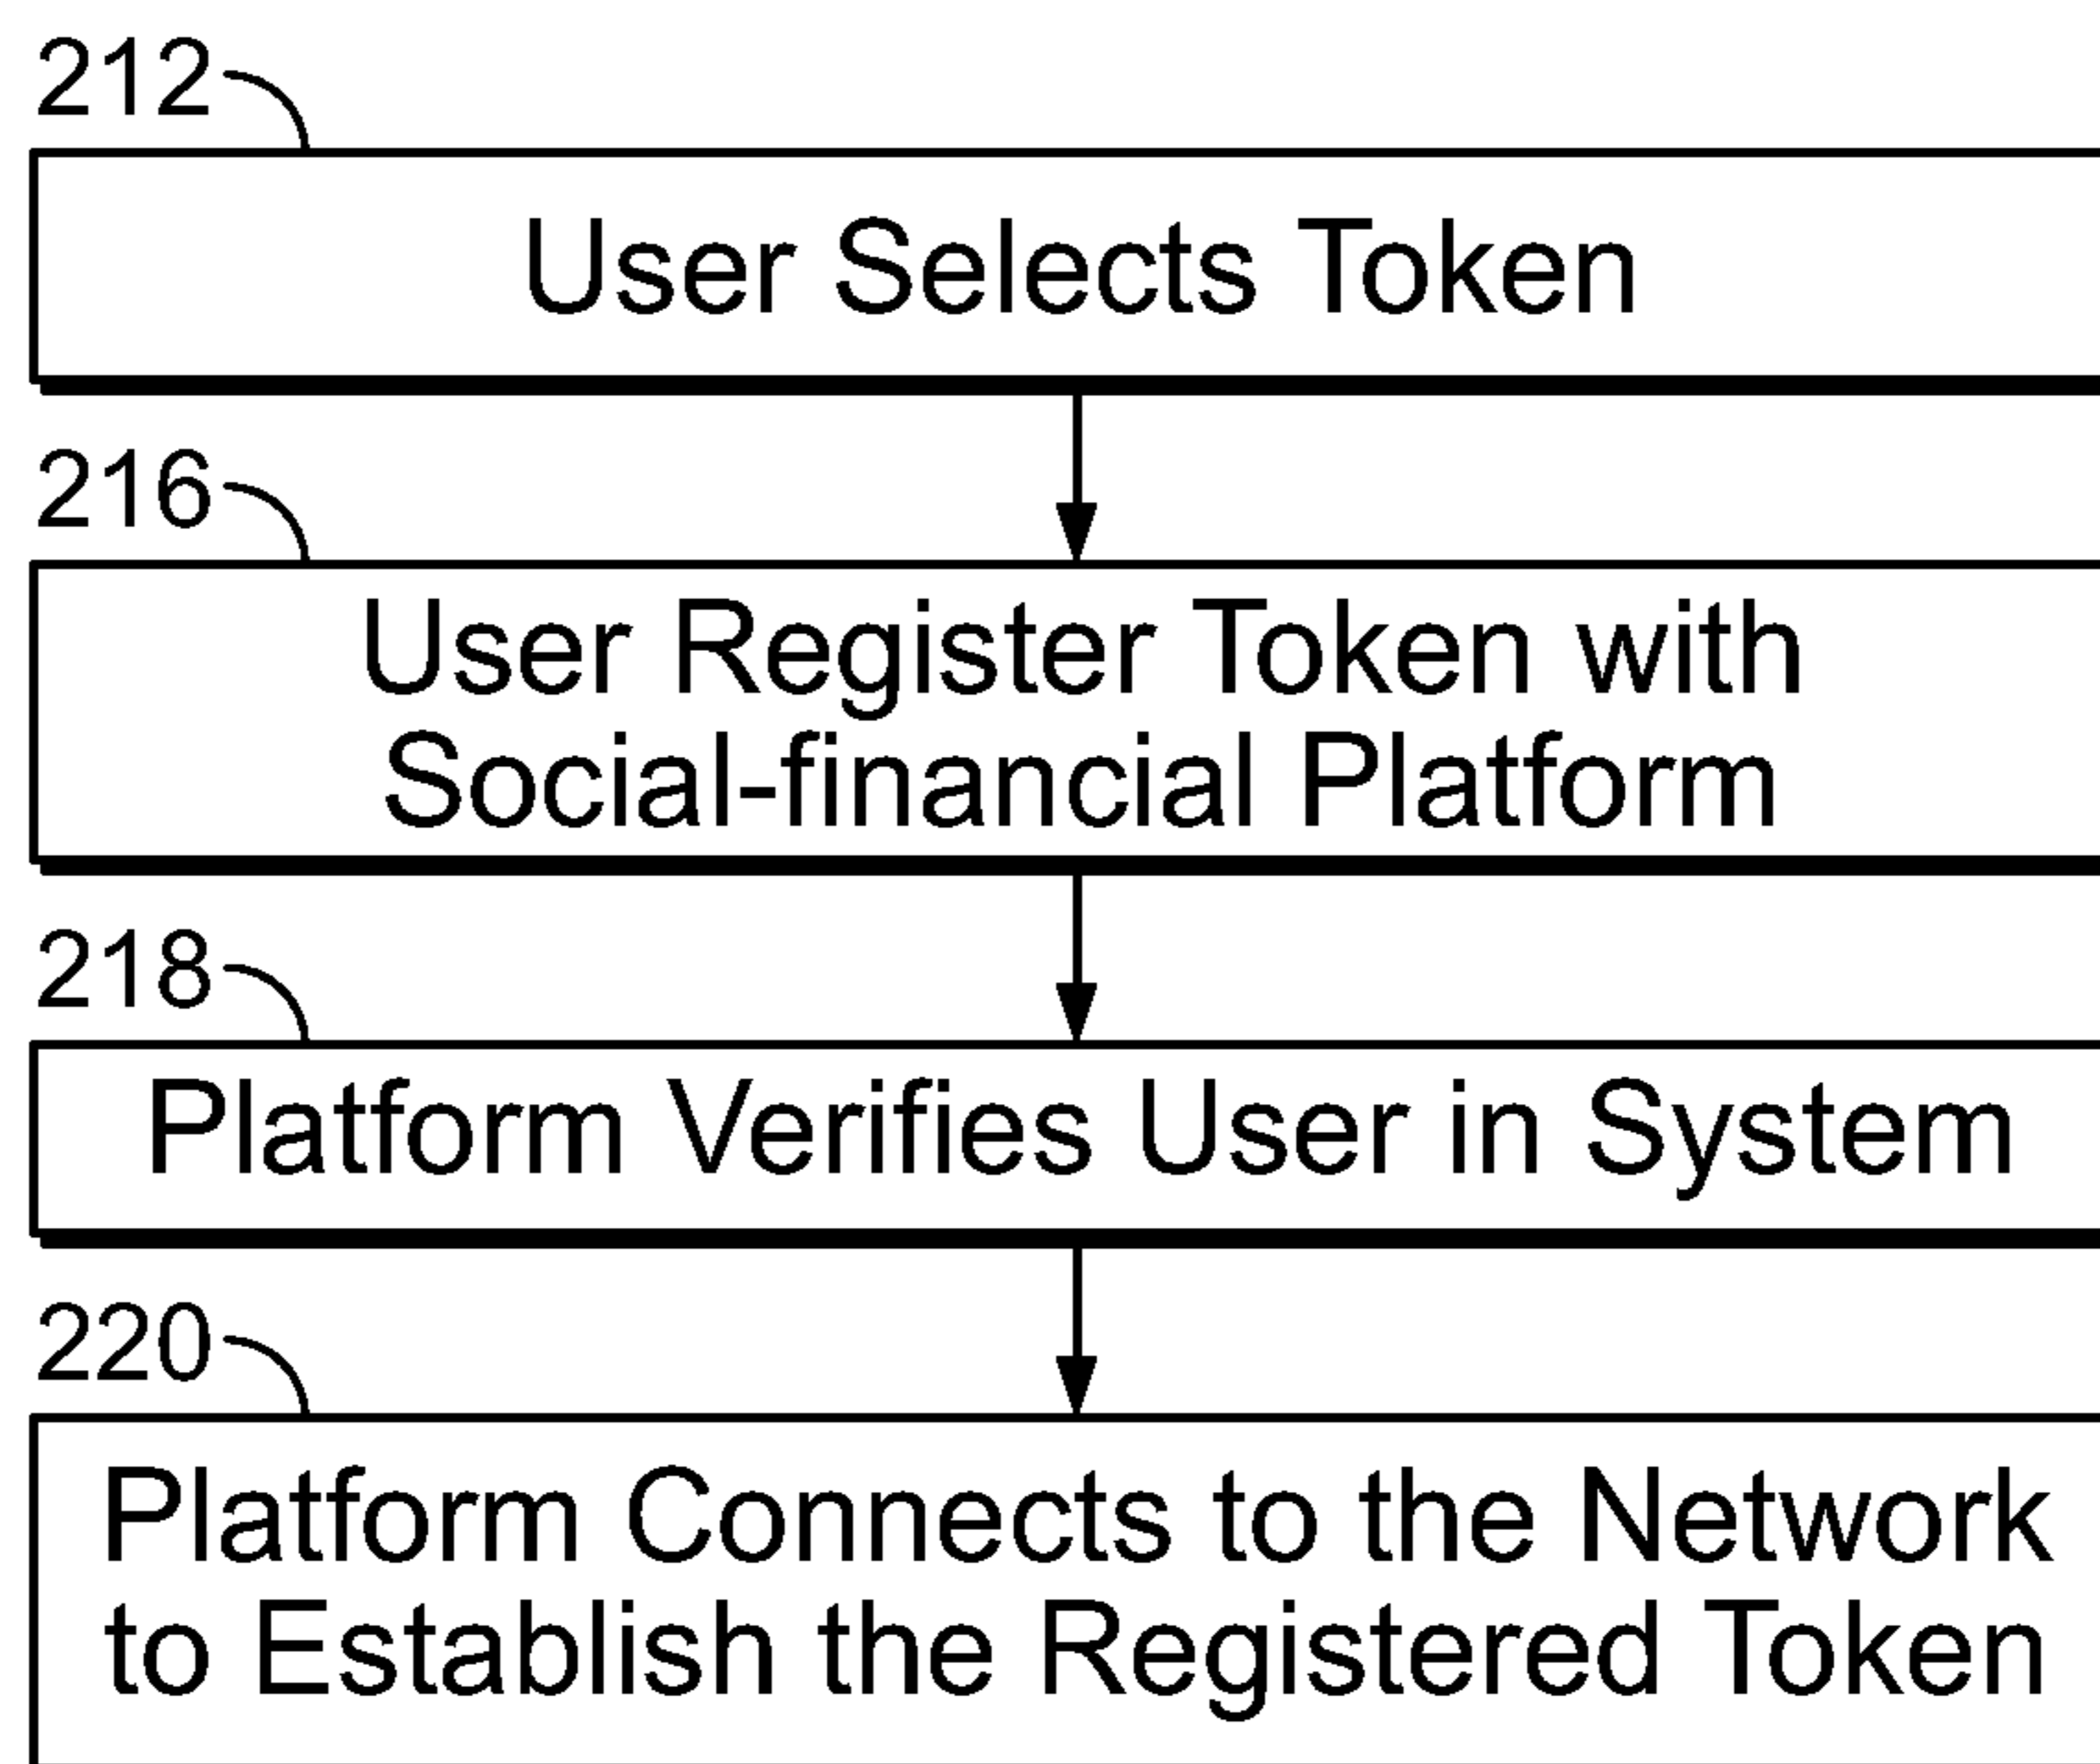 212
User Selects Token
216
User Register Token with
Social-financial Platform
218
Platform Verifies User in System
220
Platform Connects to the Network
to Establish the Registered Token